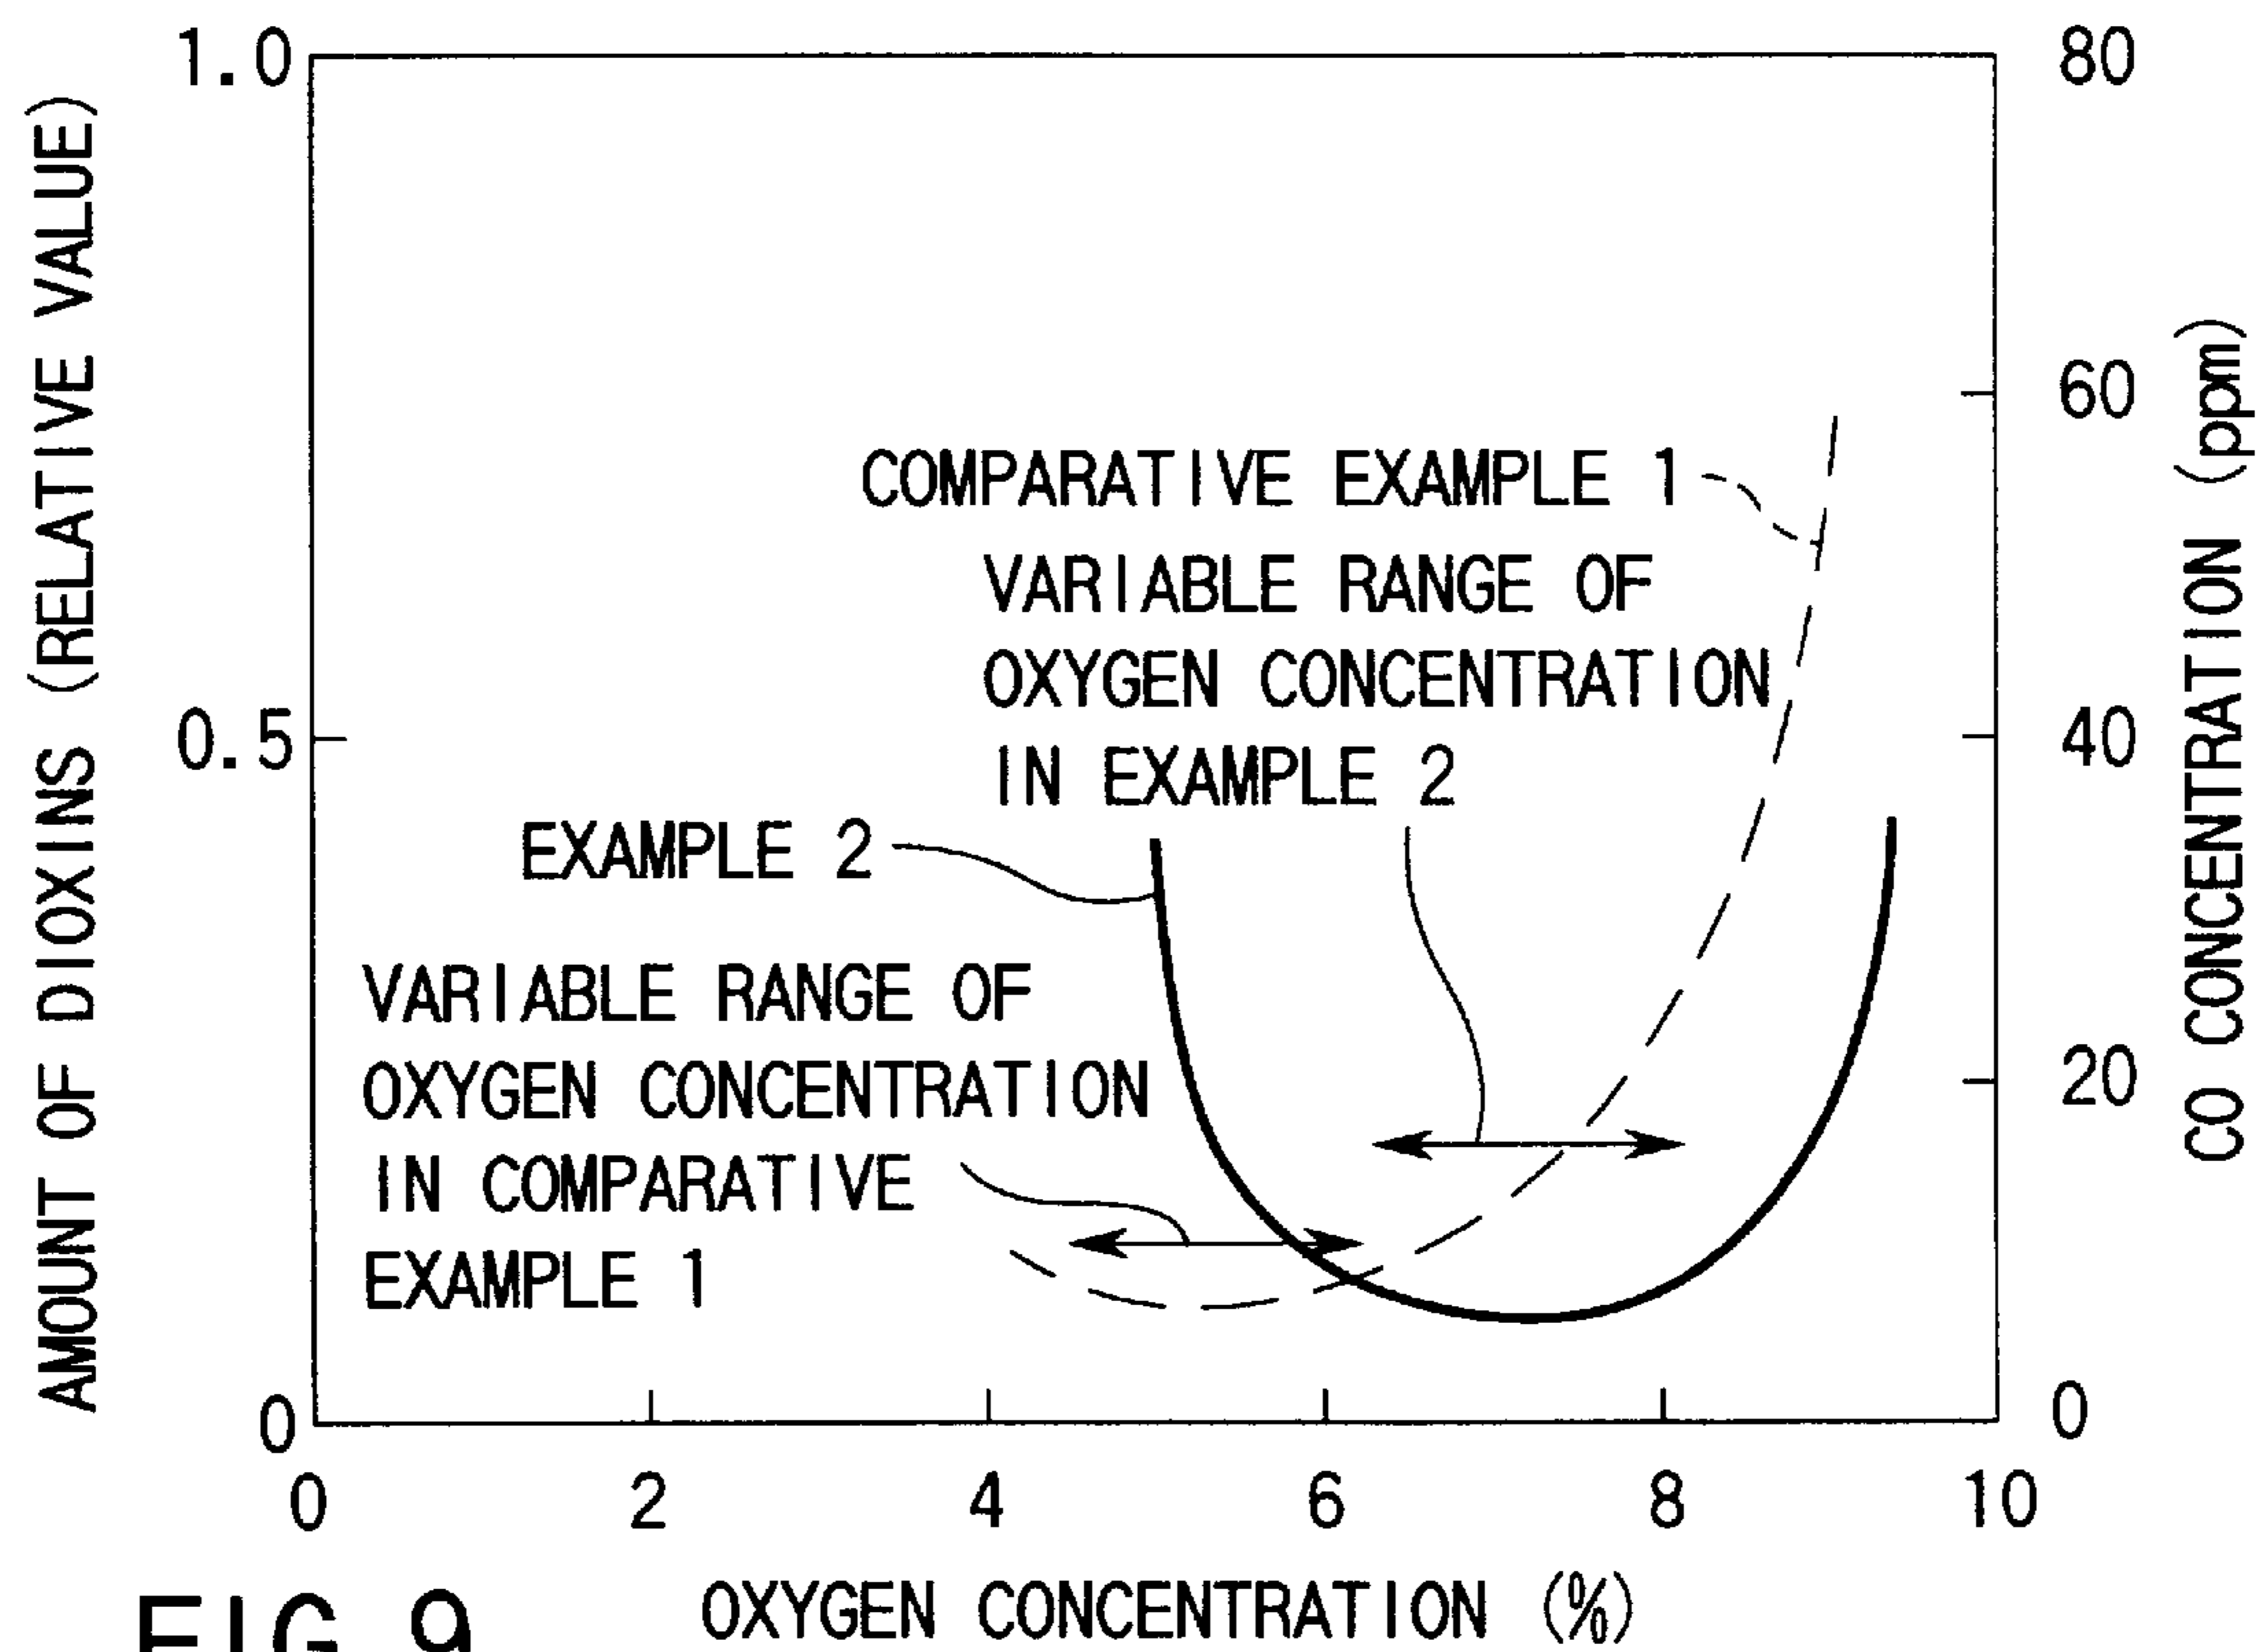 AMOUNT OF DIOXINS (RELATIVE VALUE)
1.0
0.5
0
80
60
40
20
0
CO CONCENTRATION (ppm)
COMPARATIVE EXAMPLE 1
VARIABLE RANGE OF
OXYGEN CONCENTRATION
IN EXAMPLE 2
EXAMPLE 2
VARIABLE RANGE OF
OXYGEN CONCENTRATION
IN COMPARATIVE
EXAMPLE 1
0 2 4 6 8 10
OXYGEN CONCENTRATION (%)
FIG 9